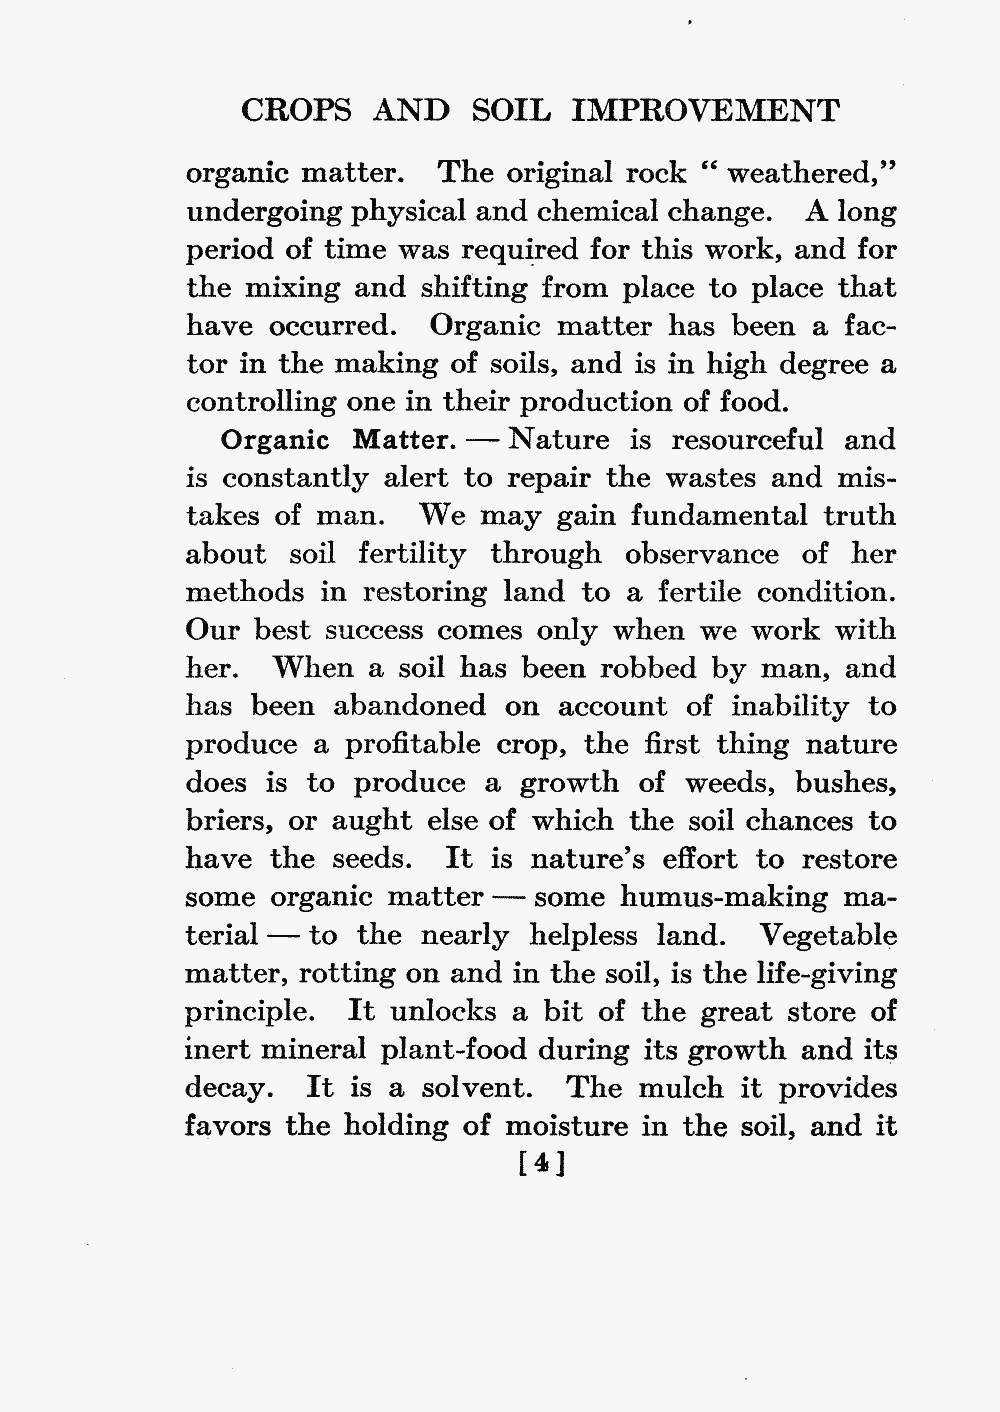 CROPS AND SOIL IMPROVEMENT
organic matter. The original rock “ weathered,”
undergoing physical and chemical change. A long
period of time was required for this work, and for
the mixing and shifting from place to place that
have occurred. Organic matter has been a fac-
tor in the making of soils, and is in high degree a
controlling one in their production of food.
Organic Matter. — Nature is resourceful and
is constantly alert to repair the wastes and mis-
takes of man. We may gain fundamental truth
about soil fertility through observance of her
methods in restoring land to a fertile condition.
Our best success comes only when we work with
her. When a soil has been robbed by man, and
has been abandoned on account of inability to
produce a profitable crop, the first thing nature
does is to produce a growth of weeds, bushes,
briers, or aught else of which the soil chances to
have the seeds. It is nature’s effort to restore
some organic matter — some humus-making ma-
terial — to the nearly helpless land. Vegetable
matter, rotting on and in the soil, is the life-giving
principle. It unlocks a bit of the great store of
inert mineral plant-food during its growth and its
decay. It is a solvent. The mulch it provides
favors the holding of moisture in the soil, and it
[ 4 ]